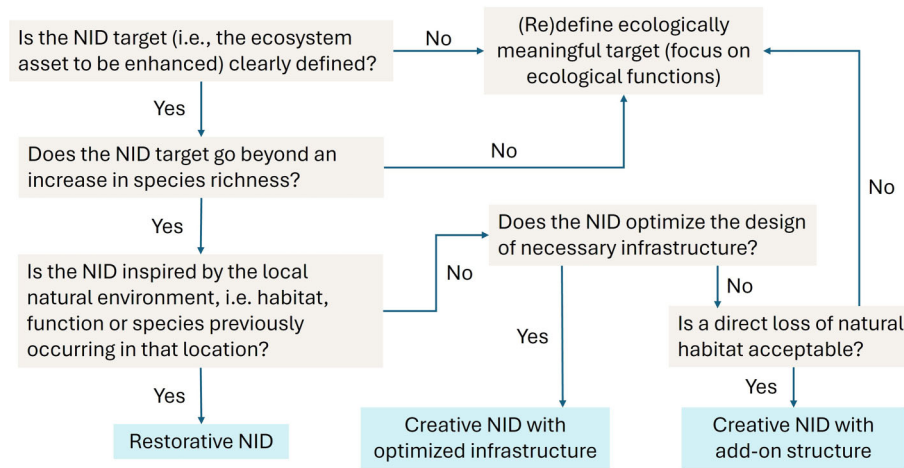 Is the NID target (i.e., the ecosystem
asset to be enhanced) clearly defined?
No
(Re)define ecologically
meaningful target (focus on
ecological functions)
Yes
Does the NID target go beyond an
increase in species richness?
No
No
Yes
Does the NID optimize the design
of necessary infrastructure?
Is the NID inspired by the local
natural environment, i.e. habitat,
function or species previously
occurring in that location?
No
No
Yes
Is a direct loss of natural
habitat acceptable?
Yes
Yes
Restorative NID
Creative NID with
optimized infrastructure
Creative NID with
add-on structure